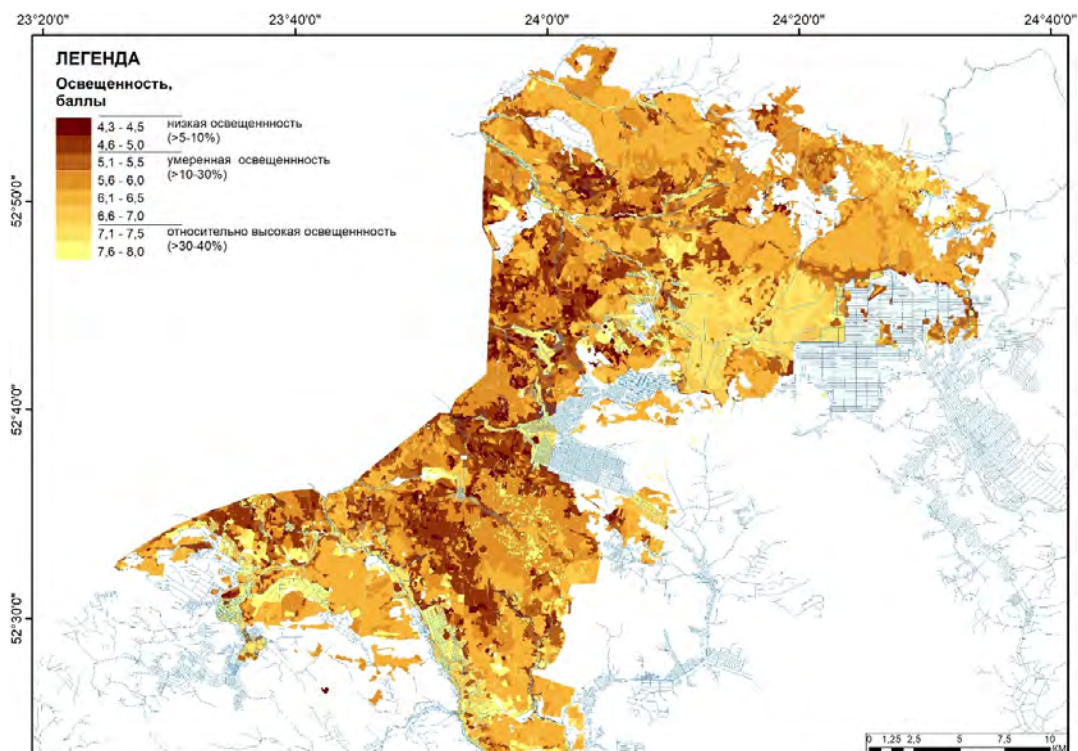 23°20'0" 23°40'0" 24°0'0" 24°20'0" 24°40'0"
ЛЕГЕНДА
Освещенность,
баллы
4,3 - 4,5 низкая освещеннность
(>5-10%)
4,6 - 5,0
5,1 - 5,5 умеренная освещеннность
(>10-30%)
5,6 - 6,0
6,1 - 6,5
6,6 - 7,0
7,1 - 7,5 относительно высокая освещеннность
(>30-40%)
7,6 - 8,0
52°50'0"
52°40'0"
52°30'0"
0 1,25 2,5 5 7,5 10
КМ